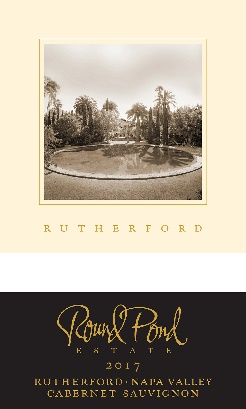 RUTHERFORD
Round Pond
ESTATE
2017
RUTHERFORD · NAPA VALLEY
CABERNET SAUVIGNON